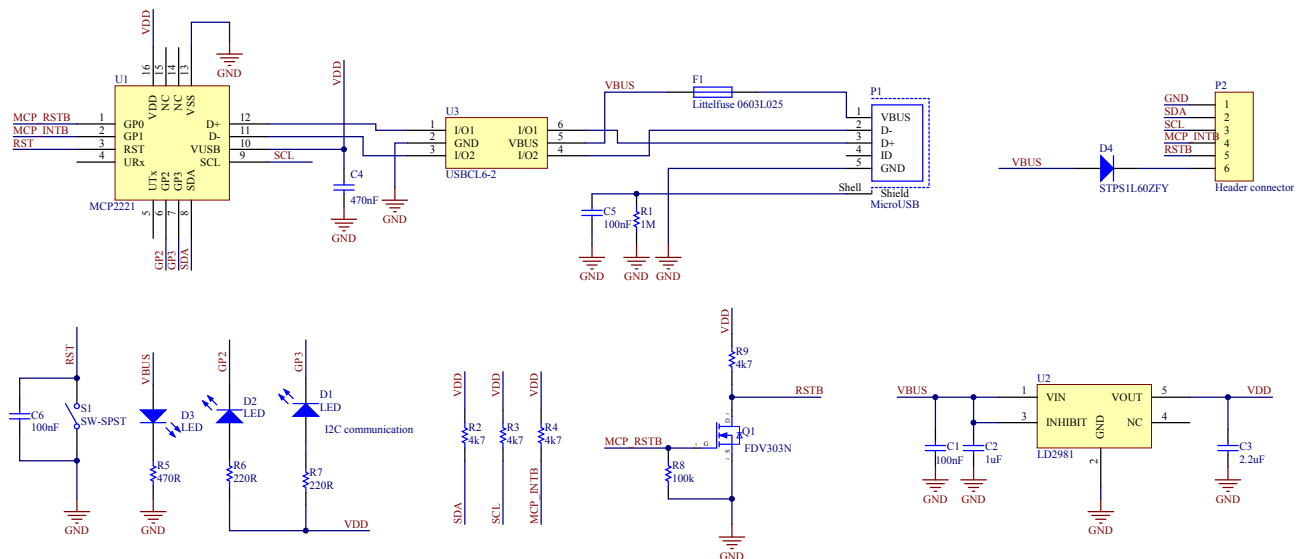 VDD
GND
U1
16
15
14
13
VDD
NC
NC
VSS
MCP_RSTB
1
GP0
D+
12
MCP_INTB
2
GP1
D-
11
RST
3
RST
VUSB
10
4
URx
SCL
9
SCL
UTx
GP2
GP3
SDA
MCP2221
5
6
7
8
GP2
GP3
SDA
VDD
C4
470nF
GND
U3
1
I/O1
I/O1
6
2
GND
VBUS
5
3
I/O2
I/O2
4
USBCL6-2
GND
VBUS
F1
Littelfuse 0603L025
P1
1
VBUS
2
D-
3
D+
4
ID
5
GND
Shell
Shield
MicroUSB
C5
100nF
R1
1M
GND
GND
GND
P2
GND
1
SDA
2
SCL
3
MCP_INTB
4
RSTB
5
6
Header connector
VBUS
D4
STPS1L60ZFY
RST
C6
100nF
S1
SW-SPST
GND
VBUS
D3
LED
R5
470R
GND
GP2
D2
LED
R6
220R
GP3
D1
LED
I2C communication
R7
220R
VDD
VDD
VDD
VDD
R2
4k7
R3
4k7
R4
4k7
SDA
SCL
MCP_INTB
VDD
R9
4k7
RSTB
D
3
MCP_RSTB
1
G
Q1
FDV303N
2
S
R8
100k
GND
VBUS
U2
1
VIN
VOUT
5
VDD
3
INHIBIT
NC
4
GND
LD2981
2
C1
100nF
C2
1uF
C3
2.2uF
GND
GND
GND
GND